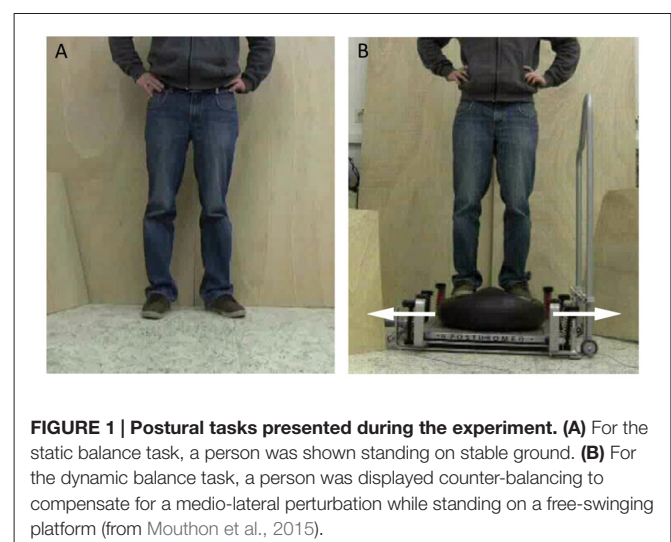 A
B
POSTUROMED
FIGURE 1 | Postural tasks presented during the experiment. (A) For the
static balance task, a person was shown standing on stable ground. (B) For
the dynamic balance task, a person was displayed counter-balancing to
compensate for a medio-lateral perturbation while standing on a free-swinging
platform (from Mouthon et al., 2015).